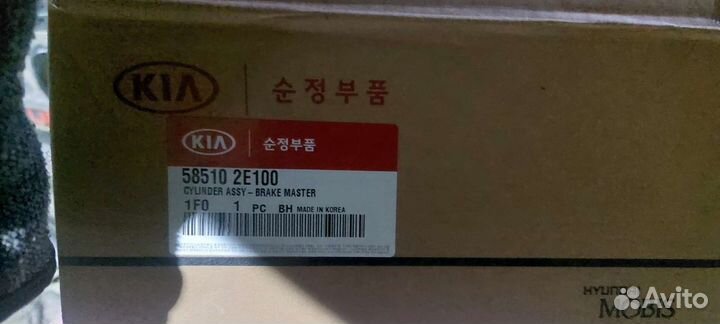 KIA 순정부품
KIA 순정부품
58510 2E100
CYLINDER ASSY-BRAKE MASTER
1F0 1 PC BH MADE IN KOREA
HYUNDAI
MOBIS
Avito